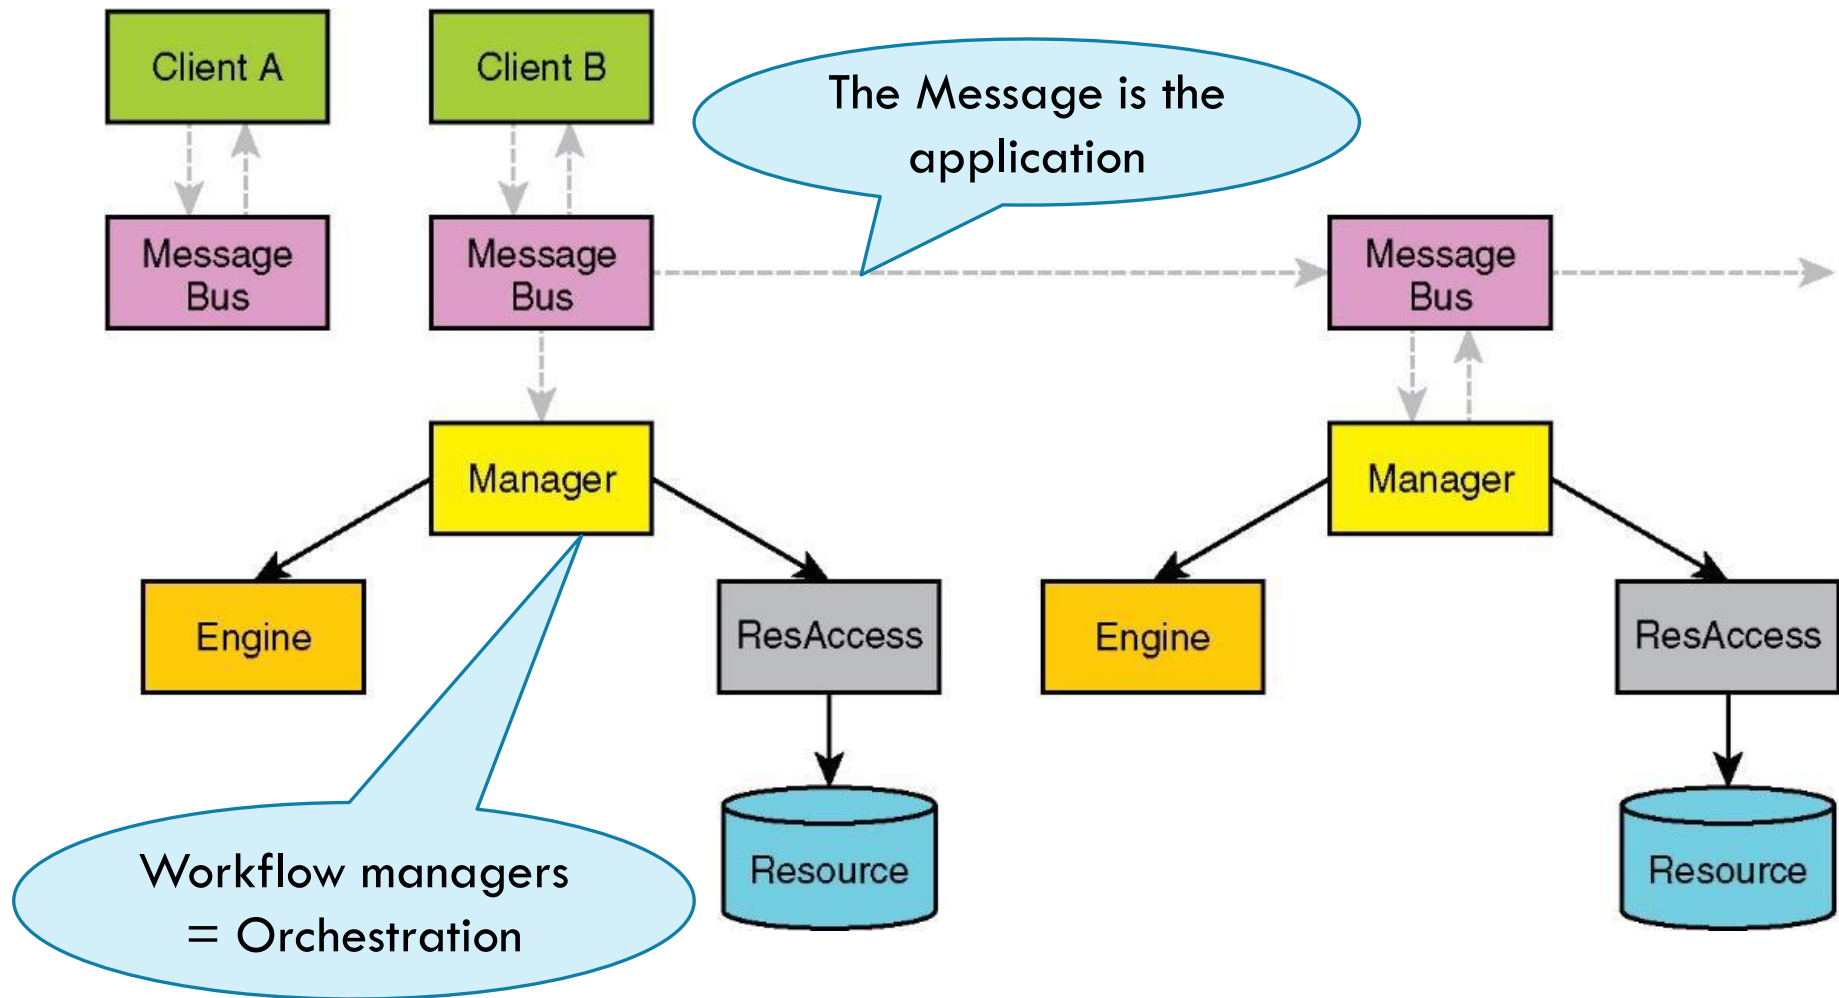 Client A
Client B
The Message is the
application
Message
Bus
Message
Bus
Message
Bus
Manager
Manager
Engine
ResAccess
Engine
ResAccess
Workflow managers
= Orchestration
Resource
Resource